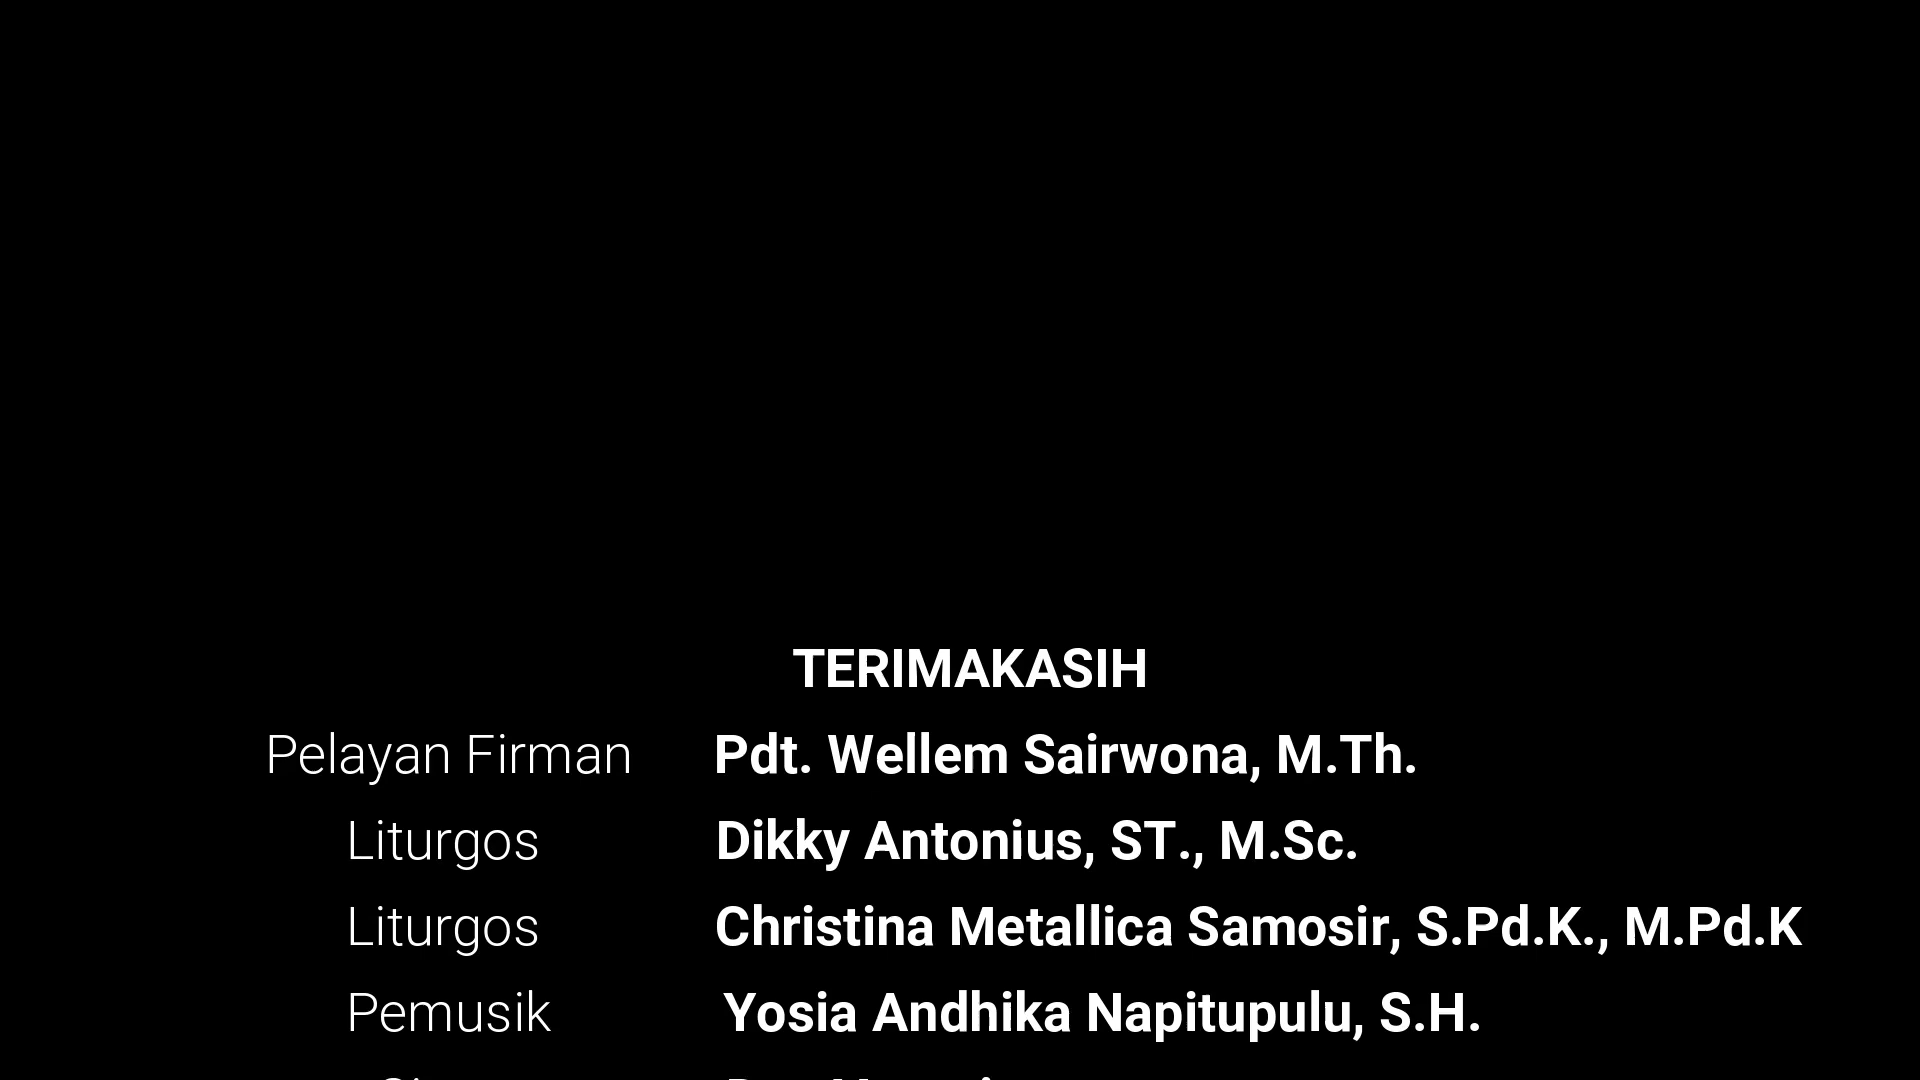 TERIMAKASIH
Pelayan Firman Pdt. Wellem Sairwona, M.Th.
Liturgos Dikky Antonius, ST., M.Sc.
Liturgos Christina Metallica Samosir, S.Pd.K., M.Pd.K
Pemusik Yosia Andhika Napitupulu, S.H.